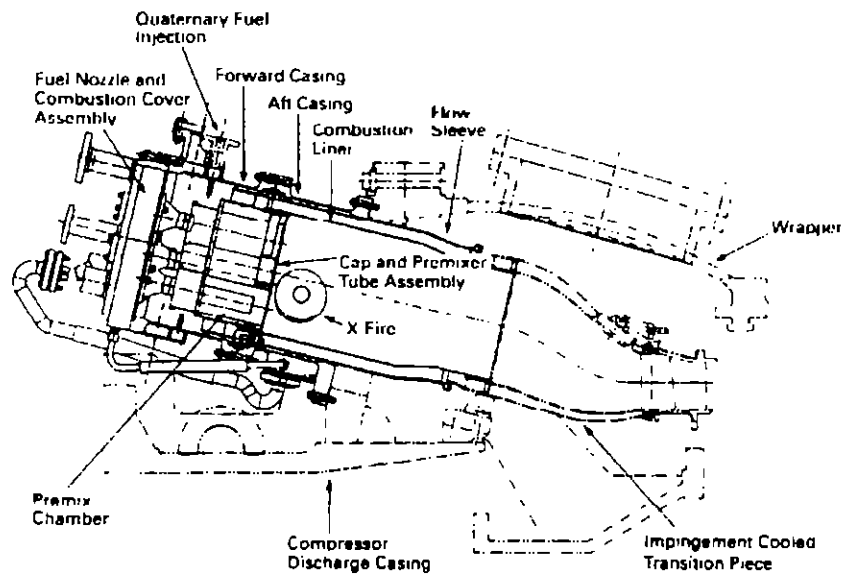 Quaternary Fuel
Injection
Fuel Nozzle and
Combustion Cover
Assembly
Forward Casing
Aft Casing
Combustion
Liner
Flow
Sleeve
Wrapper
Cap and Premixer
Tube Assembly
X Fire
Premix
Chamber
Compressor
Discharge Casing
Impingement Cooled
Transition Piece